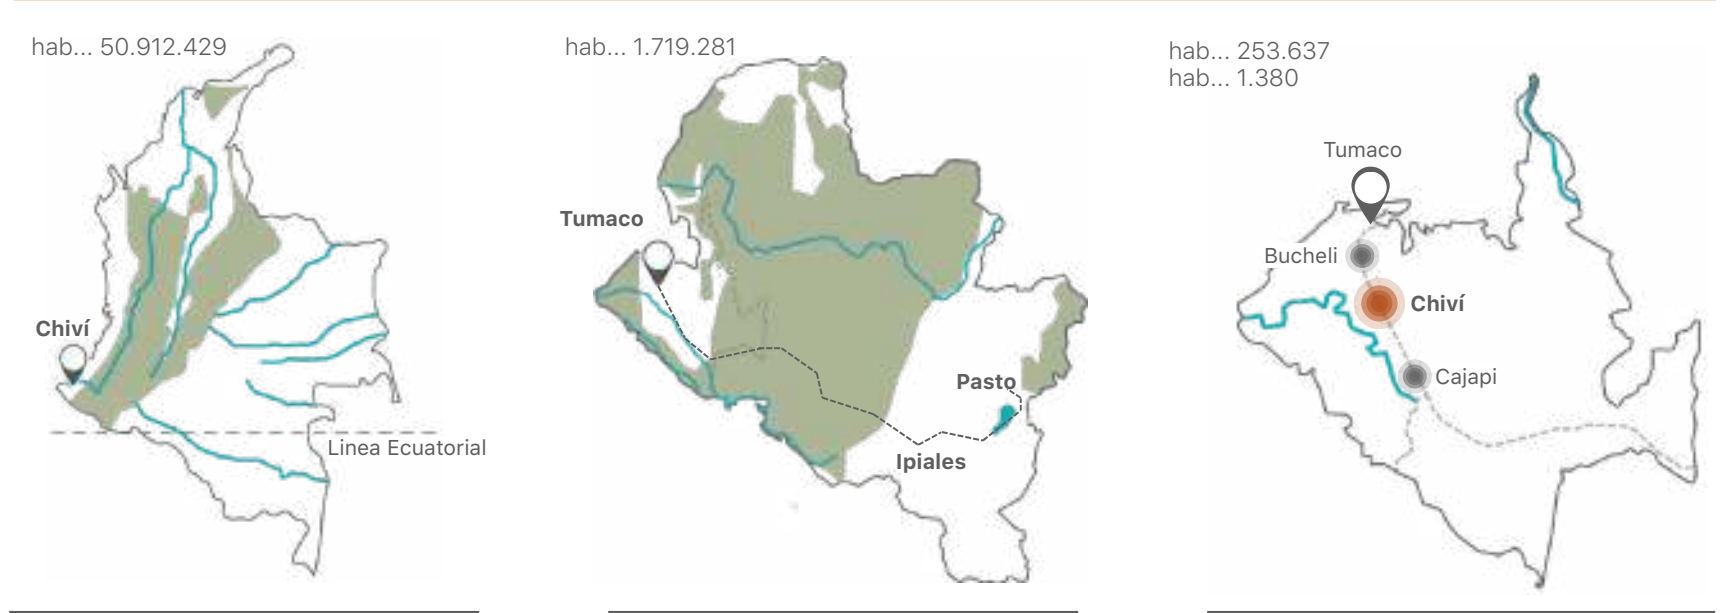 hab... 50.912.429
Chiví
Linea Ecuatorial
hab... 1.719.281
Tumaco
Pasto
Ipiales
hab... 253.637
hab... 1.380
Tumaco
Bucheli
Chiví
Cajapi